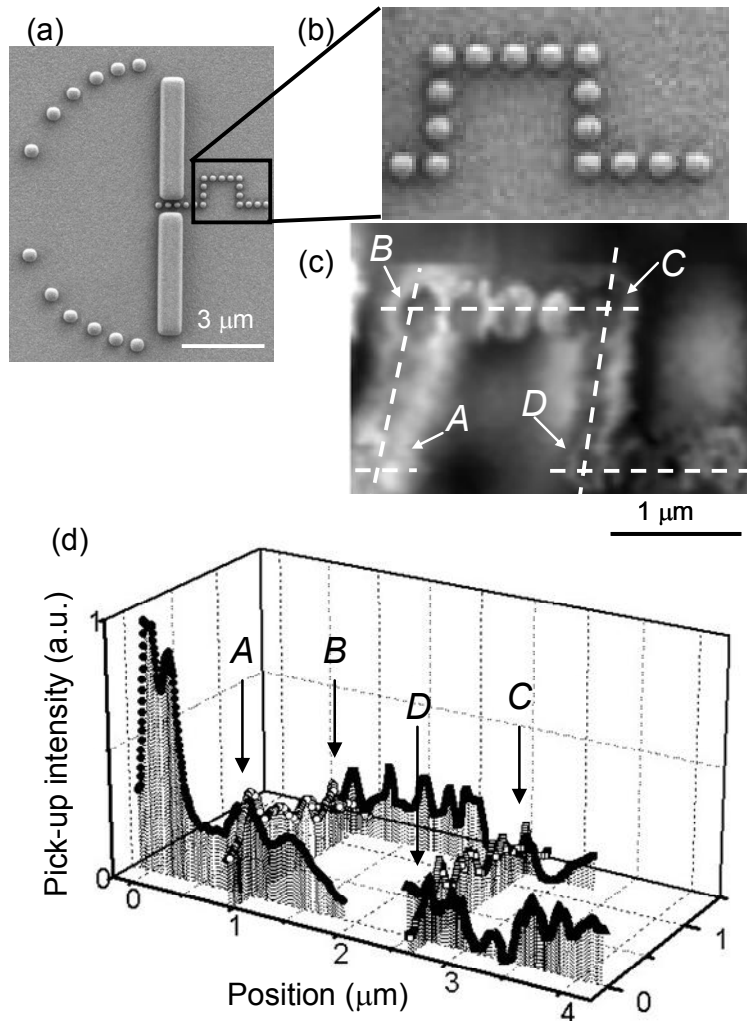 (a)
(b)
3 μm
(c)
B
C
A
D
1 μm
(d)
1
A
B
D
C
Pick-up intensity (a.u.)
0
0
1
2
3
4
0
1
Position (μm)